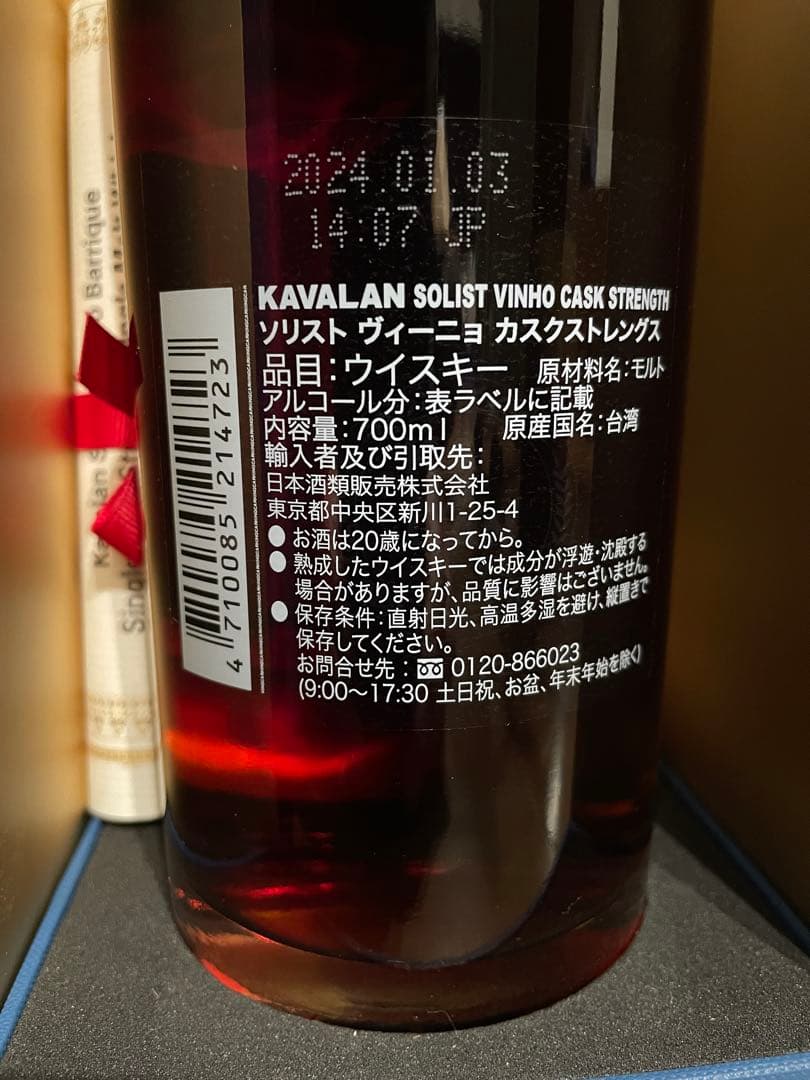 2024.01.03
14:07 JP
KAVALAN SOLIST VINHO CASK STRENGTH
ソリスト ヴィーニョ カスクストレングス
品目:ウイスキー 原材料名:モルト
アルコール分:表ラベルに記載
内容量:700ml 原産国名:台湾
輸入者及び引取先:
日本酒類販売株式会社
東京都中央区新川1-25-4
●お酒は20歳になってから。
●熟成したウイスキーでは成分が浮遊・沈殿する
場合がありますが、品質に影響はございません。
●保存条件:直射日光、高温多湿を避け、縦置きで
保存してください。
お問合せ先: 0120-866023
(9:00~17:30 土日祝、お盆、年末年始を除く)
4 710085 214723
Barrique
Kavalan
Single